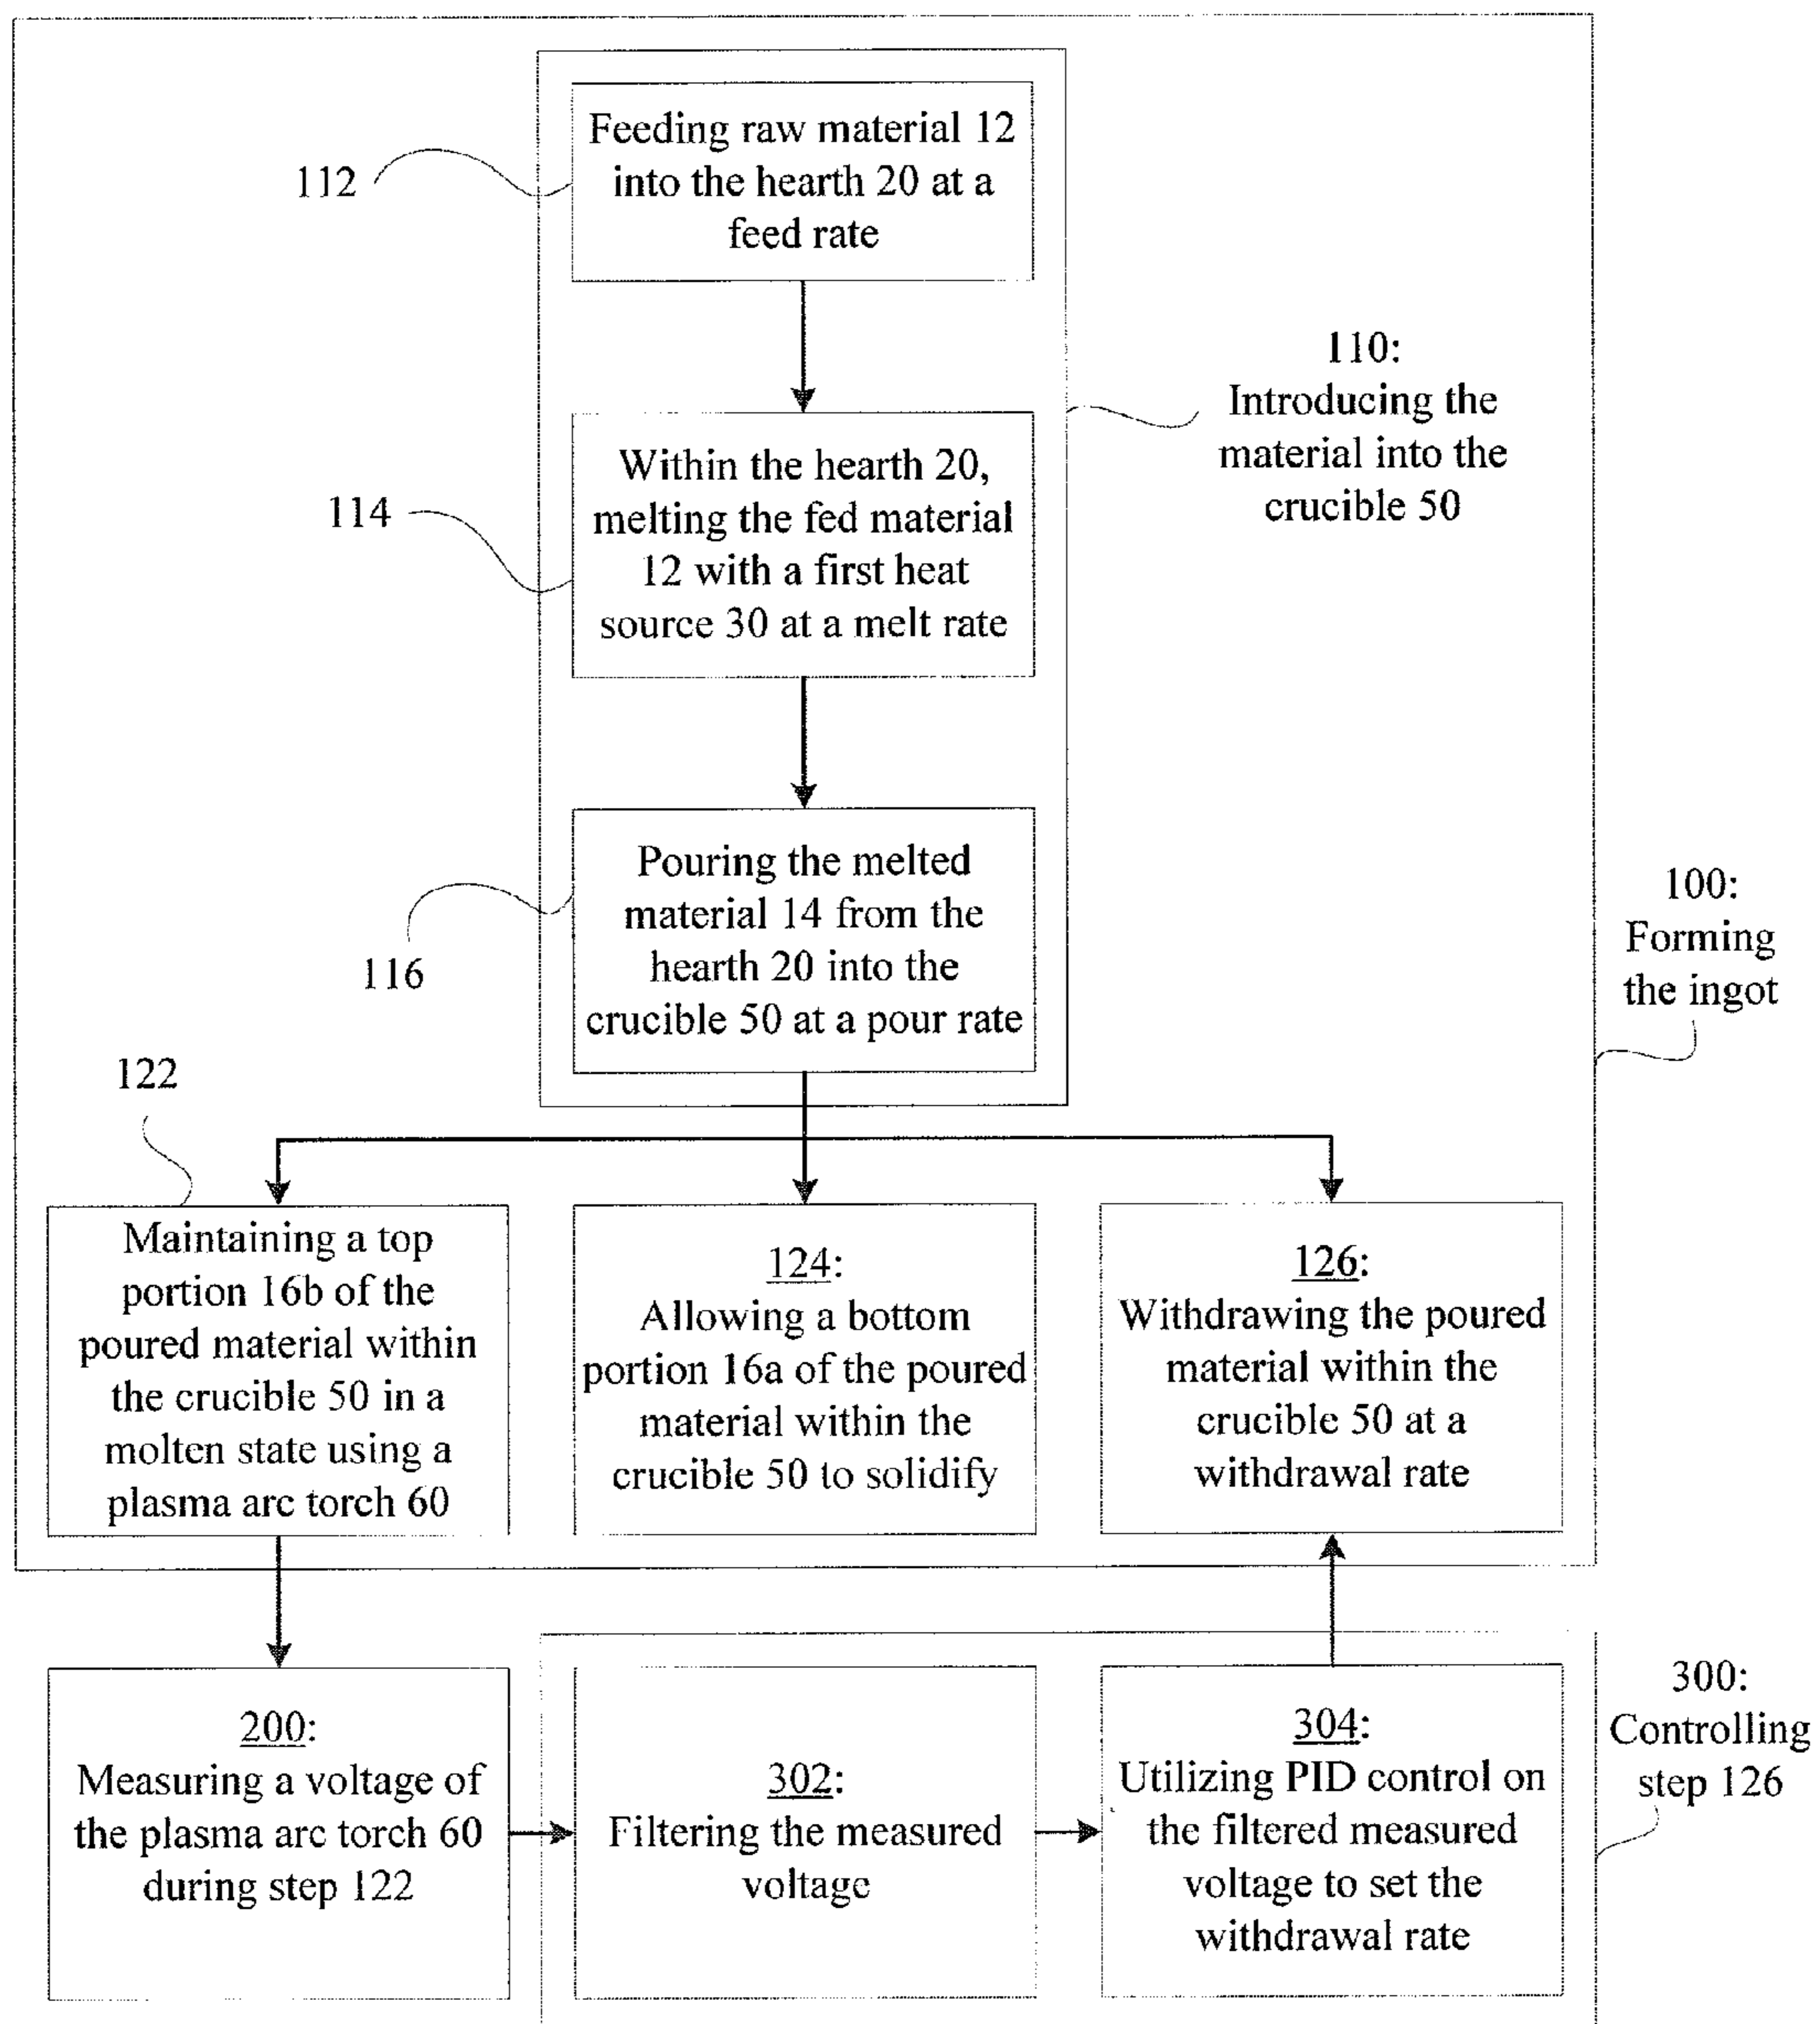 Feeding raw material 12
into the hearth 20 at a
feed rate
112
110:
Introducing the
material into the
crucible 50
Within the hearth 20,
melting the fed material
12 with a first heat
source 30 at a melt rate
114
Pouring the melted
material 14 from the
hearth 20 into the
crucible 50 at a pour rate
116
100:
Forming
the ingot
122
Maintaining a top
portion 16b of the
poured material within
the crucible 50 in a
molten state using a
plasma arc torch 60
124:
Allowing a bottom
portion 16a of the poured
material within the
crucible 50 to solidify
126:
Withdrawing the poured
material within the
crucible 50 at a
withdrawal rate
200:
Measuring a voltage of
the plasma arc torch 60
during step 122
302:
Filtering the measured
voltage
304:
Utilizing PID control on
the filtered measured
voltage to set the
withdrawal rate
300:
Controlling
step 126